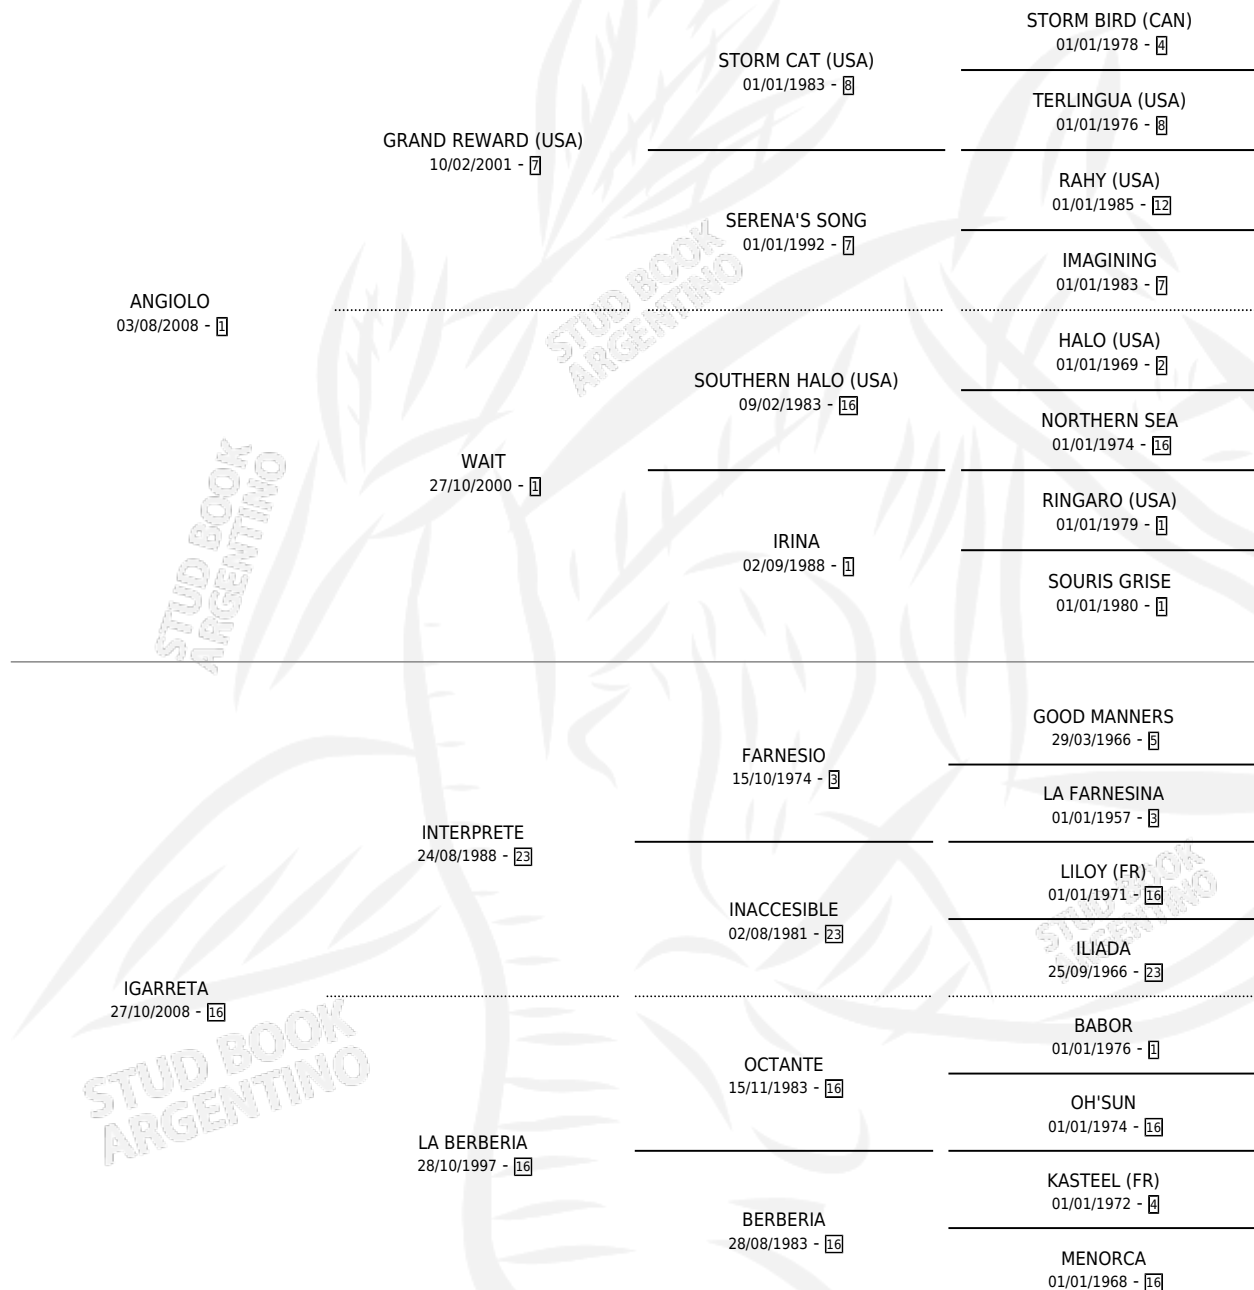 STORM BIRD (CAN)
01/01/1978 - 4
STORM CAT (USA)
01/01/1983 - 8
TERLINGUA (USA)
01/01/1976 - 8
GRAND REWARD (USA)
10/02/2001 - 7
RAHY (USA)
01/01/1985 - 12
SERENA'S SONG
01/01/1992 - 7
IMAGINING
01/01/1983 - 7
ANGIOLO
03/08/2008 - 1
HALO (USA)
01/01/1969 - 2
SOUTHERN HALO (USA)
09/02/1983 - 16
NORTHERN SEA
01/01/1974 - 16
WAIT
27/10/2000 - 1
RINGARO (USA)
01/01/1979 - 1
IRINA
02/09/1988 - 1
SOURIS GRISE
01/01/1980 - 1
STUD BOOK
ARGENTINO
STUD BOOK
ARGENTINO
GOOD MANNERS
29/03/1966 - 5
FARNESIO
15/10/1974 - 3
LA FARNESINA
01/01/1957 - 3
INTERPRETE
24/08/1988 - 23
LILOY (FR)
01/01/1971 - 16
INACCESIBLE
02/08/1981 - 23
ILIADA
25/09/1966 - 23
IGARRETA
27/10/2008 - 16
BABOR
01/01/1976 - 1
OCTANTE
15/11/1983 - 16
OH'SUN
01/01/1974 - 16
LA BERBERIA
28/10/1997 - 16
KASTEEL (FR)
01/01/1972 - 4
BERBERIA
28/08/1983 - 16
MENORCA
01/01/1968 - 16
STUD BOOK
ARGENTINO
STUD BOOK
ARGENTINO